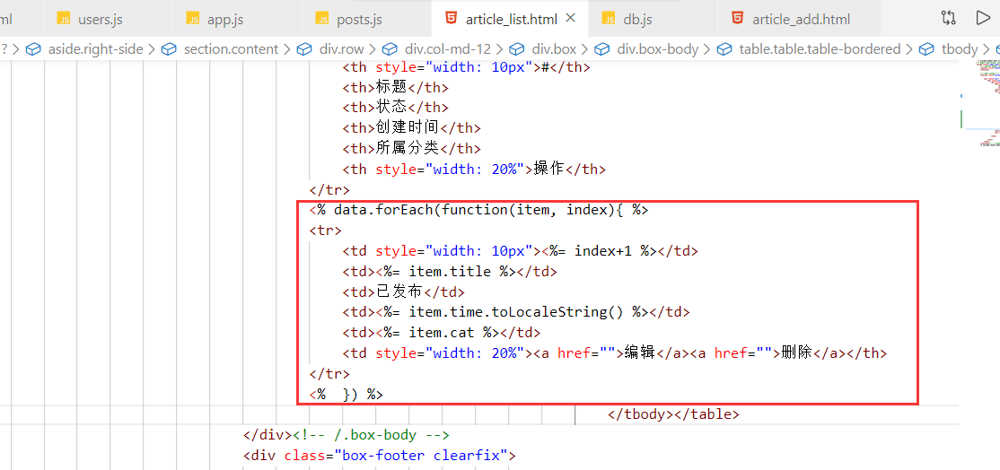 ml users.js app.js posts.js article_list.html db.js article_add.html
? > aside.right-side > section.content > div.row > div.col-md-12 > div.box > div.box-body > table.table.table-bordered > tbody >
<th style="width: 10px">#</th>
<th>标题</th>
<th>状态</th>
<th>创建时间</th>
<th>所属分类</th>
<th style="width: 20%">操作</th>
</tr>
<% data.forEach(function(item, index){ %>
<tr>
<td style="width: 10px"><%= index+1 %></td>
<td><%= item.title %></td>
<td>已发布</td>
<td><%= item.time.toLocaleString() %></td>
<td><%= item.cat %></td>
<td style="width: 20%"><a href="">编辑</a><a href="">删除</a></th>
</tr>
<%  }) %>
</tbody></table>
</div><!-- /.box-body -->
<div class="box-footer clearfix">